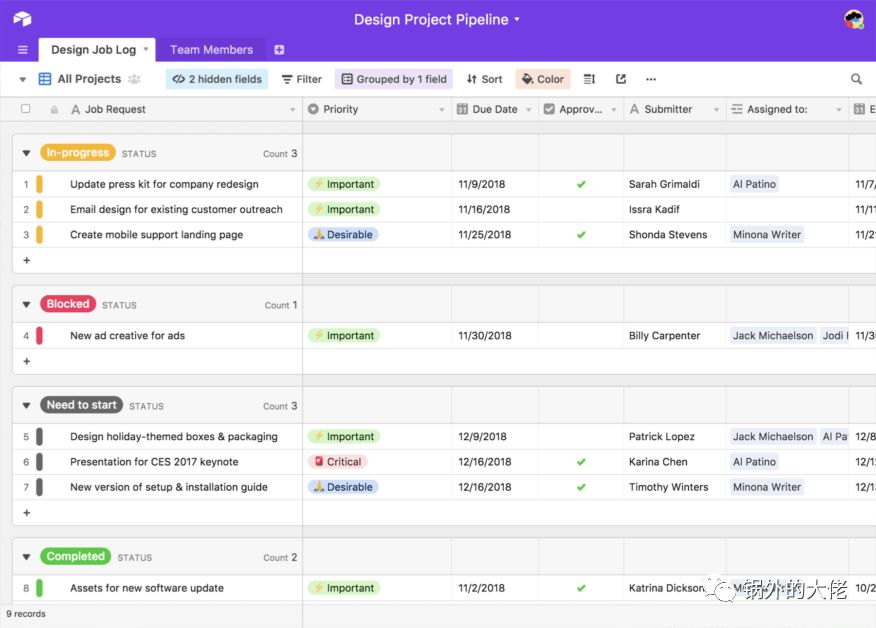 Design Project Pipeline
Design Job Log Team Members
All Projects 2 hidden fields Filter Grouped by 1 field Sort Color
Job Request Priority Due Date Approv... Submitter Assigned to: E
In-progress STATUS Count 3
1 Update press kit for company redesign Important 11/9/2018 Sarah Grimaldi Al Patino 11/7/
2 Email design for existing customer outreach Important 11/16/2018 Issra Kadif 11/11
3 Create mobile support landing page Desirable 11/25/2018 Shonda Stevens Minona Writer 11/2
Blocked STATUS Count 1
4 New ad creative for ads Important 11/30/2018 Billy Carpenter Jack Michaelson Jodi 11/30
Need to start STATUS Count 3
5 Design holiday-themed boxes & packaging Important 12/9/2018 Patrick Lopez Jack Michaelson Al Pa 12/8
6 Presentation for CES 2017 keynote Critical 12/16/2018 Karina Chen Al Patino 12/1
7 New version of setup & installation guide Desirable 12/16/2018 Timothy Winters Minona Writer 12/1
Completed STATUS Count 2
8 Assets for new software update Important 11/2/2018 Katrina Dickson 10/2
锅外的大佬
9 records